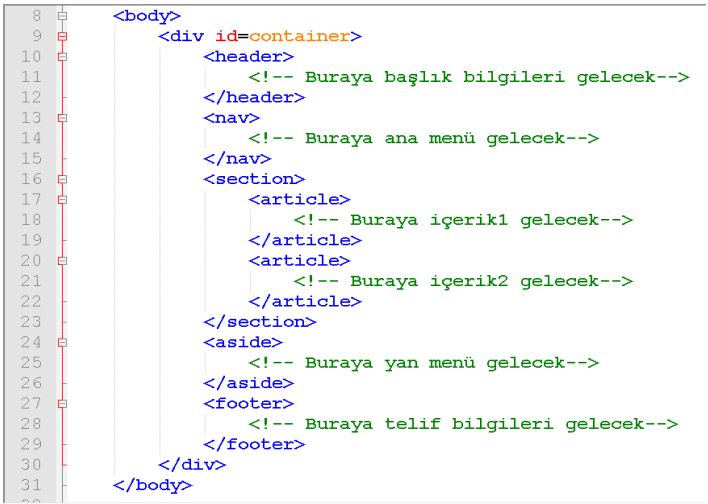 8 <body>
9 <div id=container>
10 <header>
11 <!-- Buraya başlık bilgileri gelecek-->
12 </header>
13 <nav>
14 <!-- Buraya ana menü gelecek-->
15 </nav>
16 <section>
17 <article>
18 <!-- Buraya içerik1 gelecek-->
19 </article>
20 <article>
21 <!-- Buraya içerik2 gelecek-->
22 </article>
23 </section>
24 <aside>
25 <!-- Buraya yan menü gelecek-->
26 </aside>
27 <footer>
28 <!-- Buraya telif bilgileri gelecek-->
29 </footer>
30 </div>
31 </body>